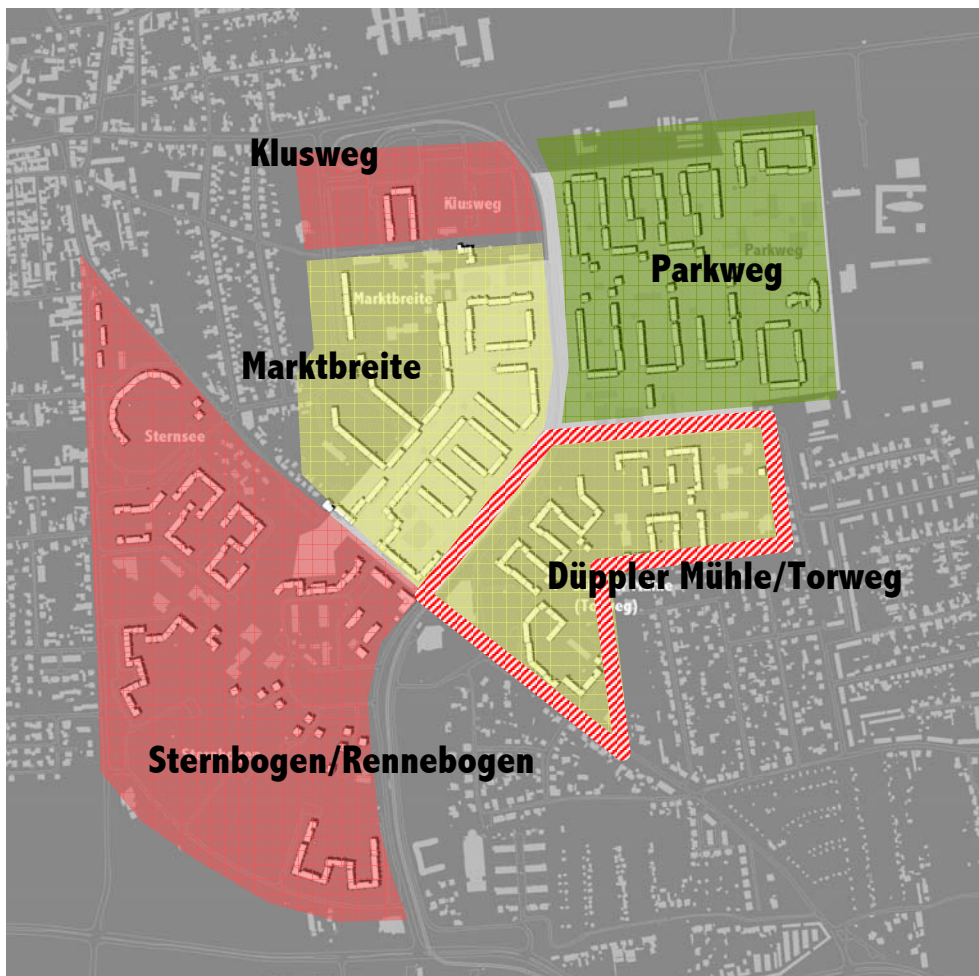 Klusweg
Klusweg
Parkweg
Parkweg
Marktbreite
Marktbreite
Sternsee
Düppler Mühle/Torweg
(Torweg)
Sternbogen/Rennebogen